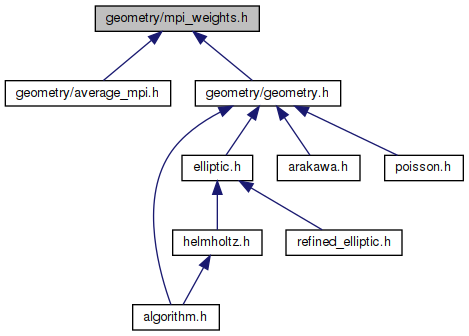 geometry/mpi_weights.h
geometry/average_mpi.h
geometry/geometry.h
elliptic.h
arakawa.h
poisson.h
helmholtz.h
refined_elliptic.h
algorithm.h